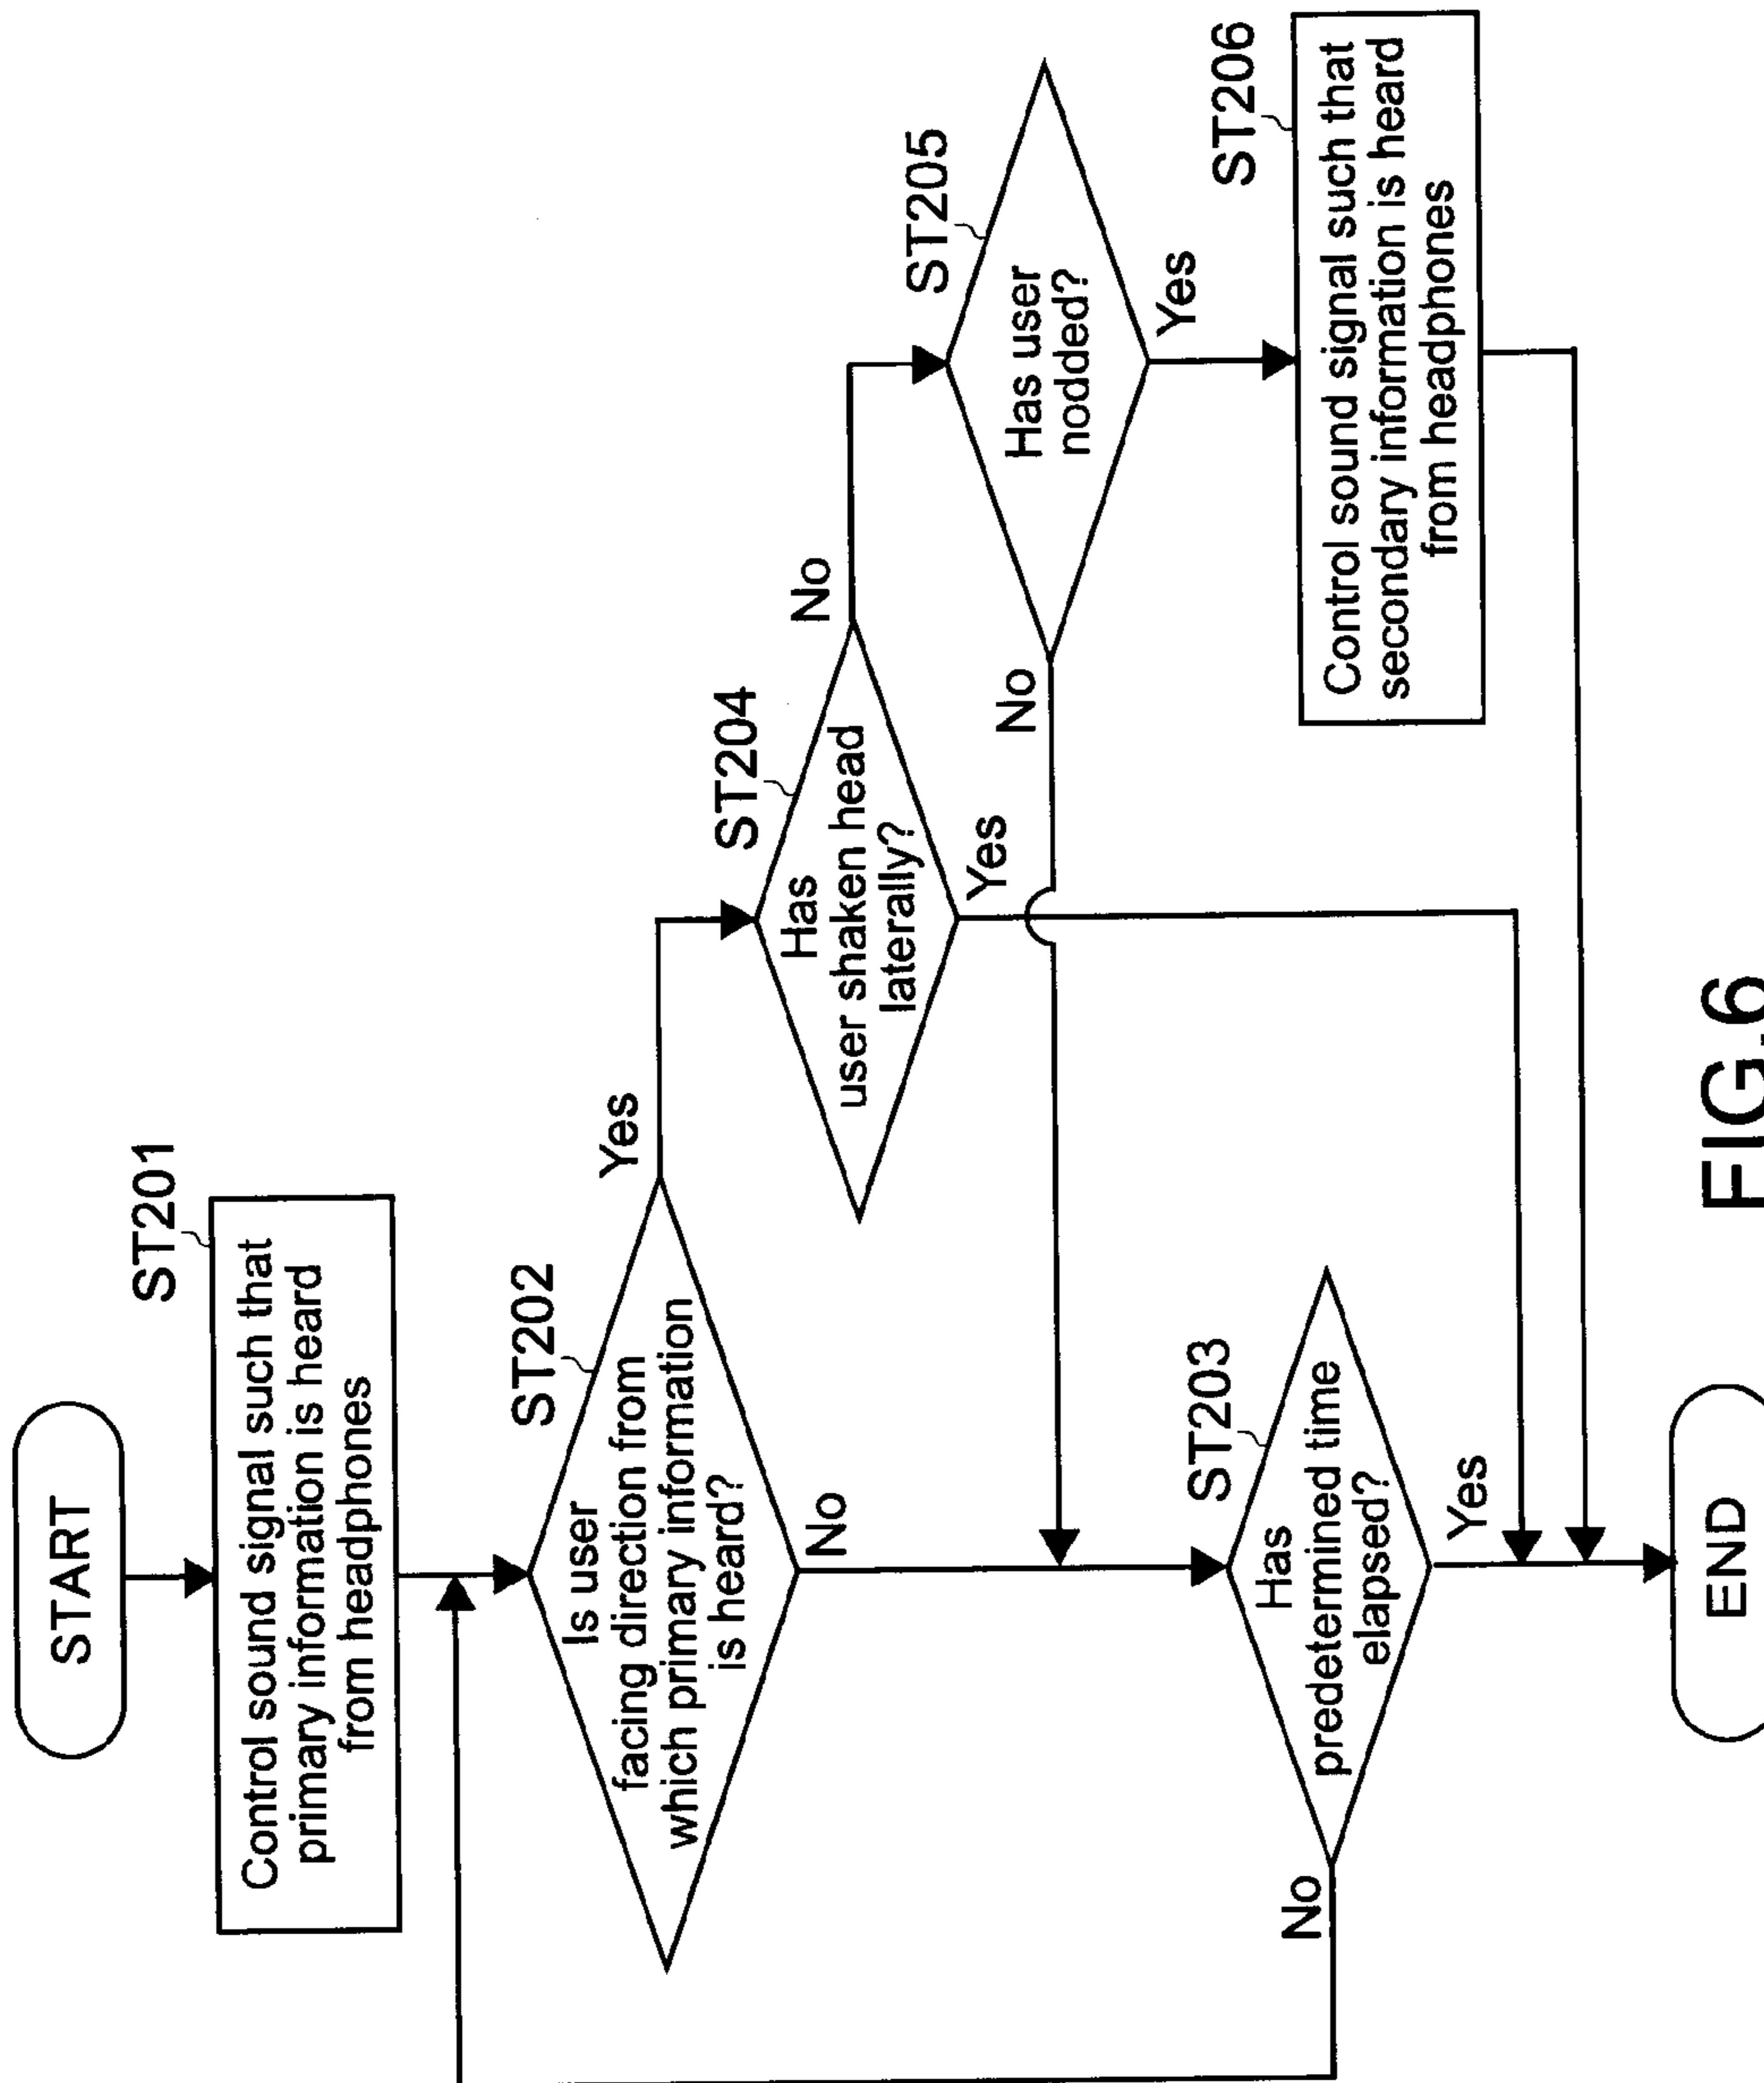 START
ST201
Control sound signal such that
primary information is heard
from headphones
ST202
Is user
facing direction from
which primary information
is heard?
Yes
No
ST204
Has
user shaken head
laterally?
No
Yes
ST205
Has user
nodded?
No
Yes
ST206
Control sound signal such that
secondary information is heard
from headphones
ST203
Has
predetermined time
elapsed?
No
Yes
END
FIG.6